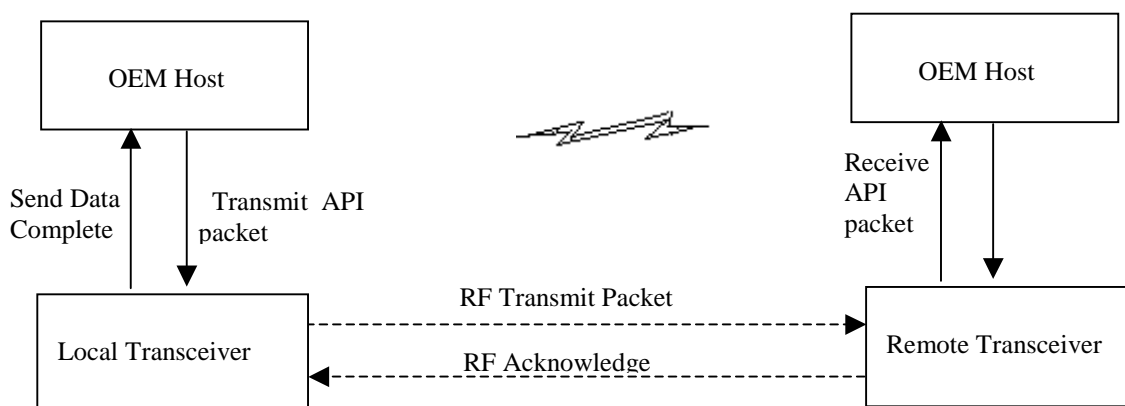 OEM Host
OEM Host
Send Data
Complete
Transmit API
packet
Receive
API
packet
RF Transmit Packet
Local Transceiver
Remote Transceiver
RF Acknowledge